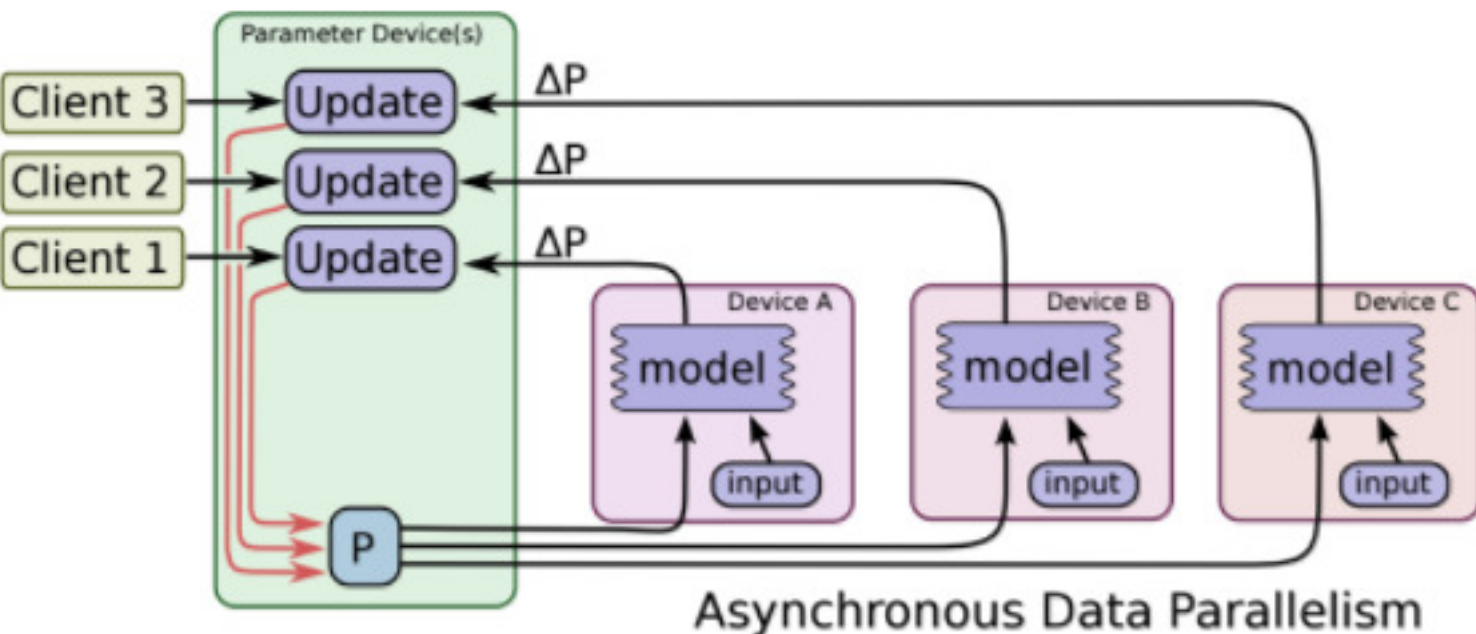 Parameter Device(s)
Client 3
Update
ΔP
Client 2
Update
ΔP
Client 1
Update
ΔP
Device A
model
input
Device B
model
input
Device C
model
input
P
Asynchronous Data Parallelism